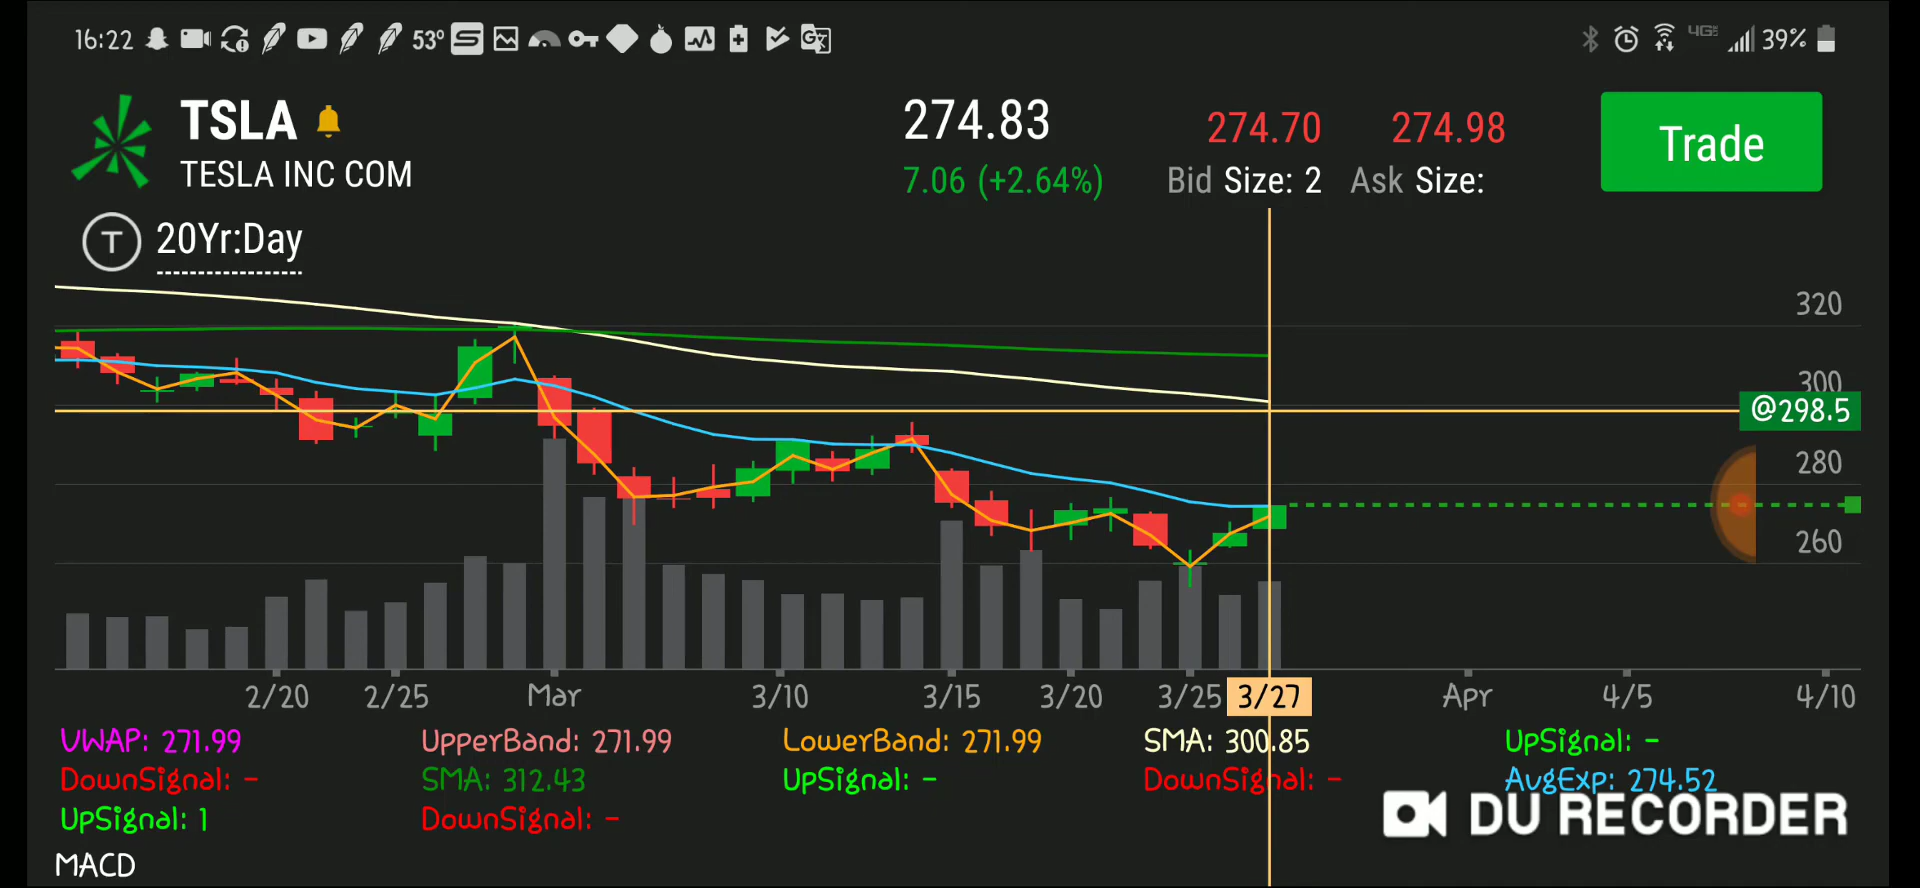 16:22 53° 4G 39%
TSLA 274.83 274.70 274.98 Trade
TESLA INC COM 7.06 (+2.64%) Bid Size: 2 Ask Size:
T 20Yr:Day
320
300
@298.5
280
260
2/20 2/25 Mar 3/10 3/15 3/20 3/25 3/27 Apr 4/5 4/10
VWAP: 271.99 UpperBand: 271.99 LowerBand: 271.99 SMA: 300.85 UpSignal: -
DownSignal: - SMA: 312.43 UpSignal: - DownSignal: - AvgExp: 274.52
UpSignal: 1 DownSignal: - DU RECORDER
MACD